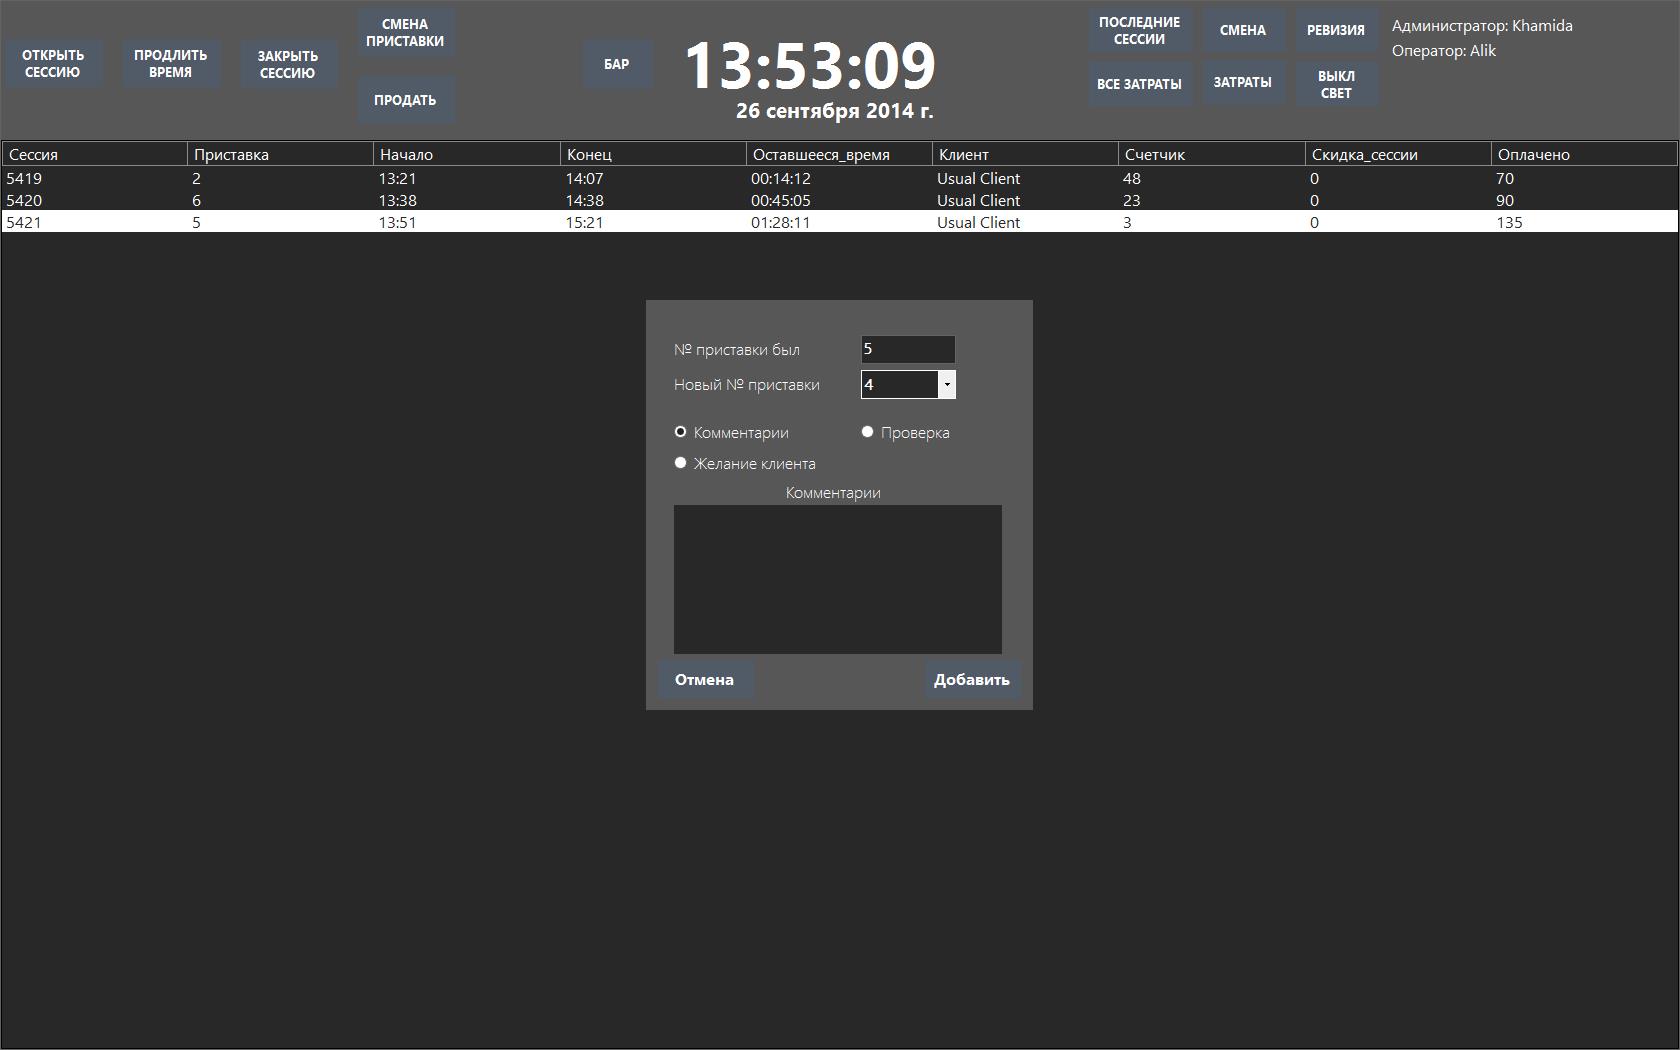 ОТКРЫТЬ
СЕССИЮ
ПРОДЛИТЬ
ВРЕМЯ
ЗАКРЫТЬ
СЕССИЮ
СМЕНА
ПРИСТАВКИ
ПРОДАТЬ
БАР
13:53:09
26 сентября 2014 г.
ПОСЛЕДНИЕ
СЕССИИ
СМЕНА
РЕВИЗИЯ
ВСЕ ЗАТРАТЫ
ЗАТРАТЫ
ВЫКЛ
СВЕТ
Администратор: Khamida
Оператор: Alik
Сессия Приставка Начало Конец Оставшееся_время Клиент Счетчик Скидка_сессии Оплачено
5419 2 13:21 14:07 00:14:12 Usual Client 48 0 70
5420 6 13:38 14:38 00:45:05 Usual Client 23 0 90
5421 5 13:51 15:21 01:28:11 Usual Client 3 0 135
№ приставки был 5
Новый № приставки 4
Комментарии Проверка
Желание клиента
Комментарии
Отмена Добавить